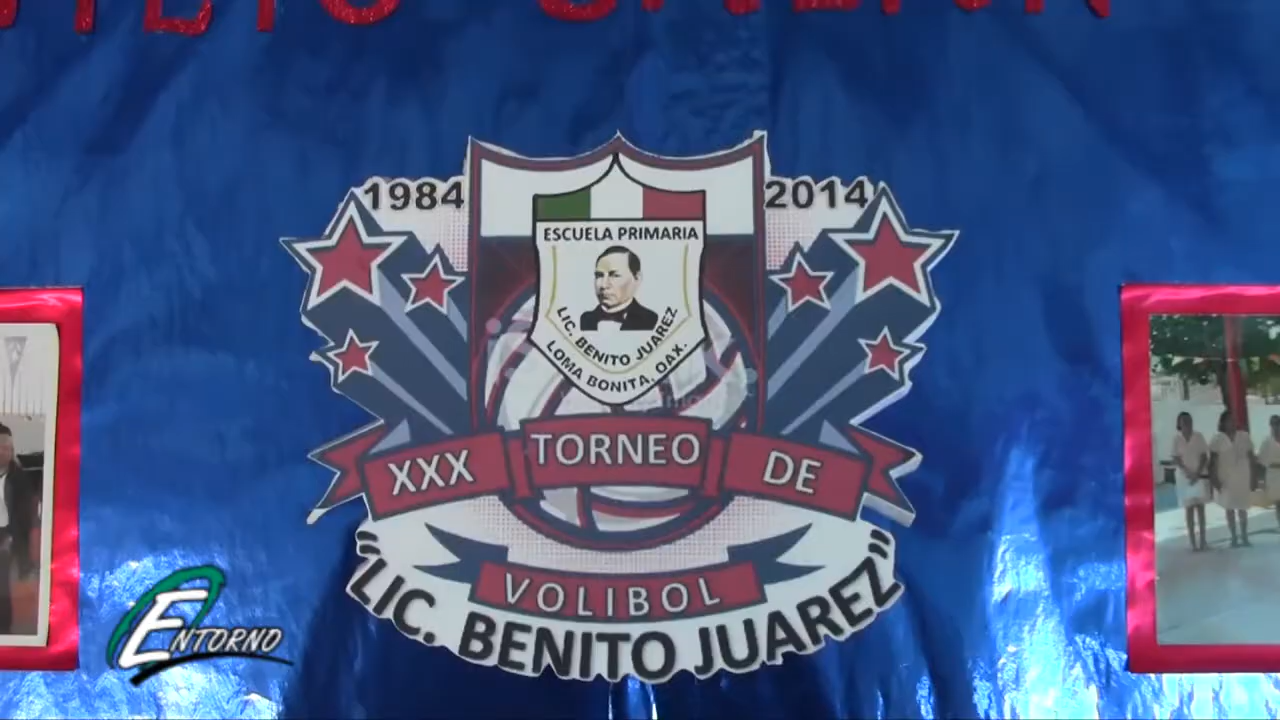 1984
2014
ESCUELA PRIMARIA
LIC. BENITO JUAREZ
LOMA BONITA, OAX.
XXX TORNEO DE
VOLIBOL
"LIC. BENITO JUAREZ"
ENTORNO